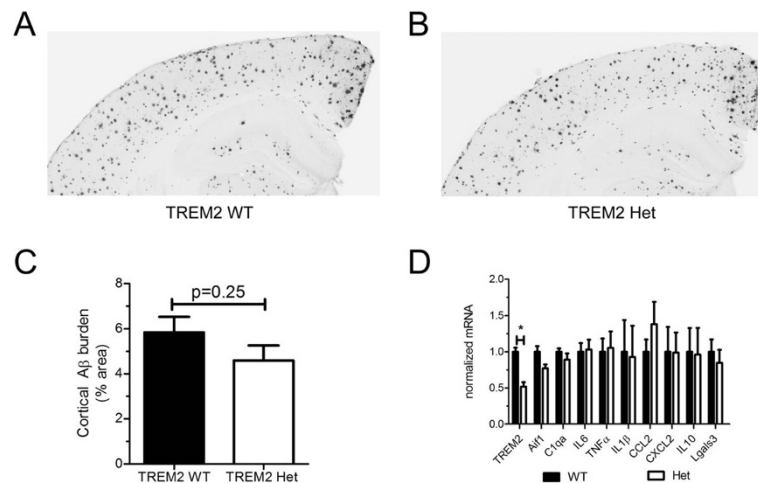 A
B
TREM2 WT
TREM2 Het
C
Cortical Aβ burden
(% area)
8
6
4
2
0
p=0.25
TREM2 WT
TREM2 Het
D
normalized mRNA
2.0
1.5
1.0
0.5
0.0
*
TREM2
Aif1
C1qa
IL6
TNFα
IL1β
CCL2
CXCL2
IL10
Lgals3
WT
Het